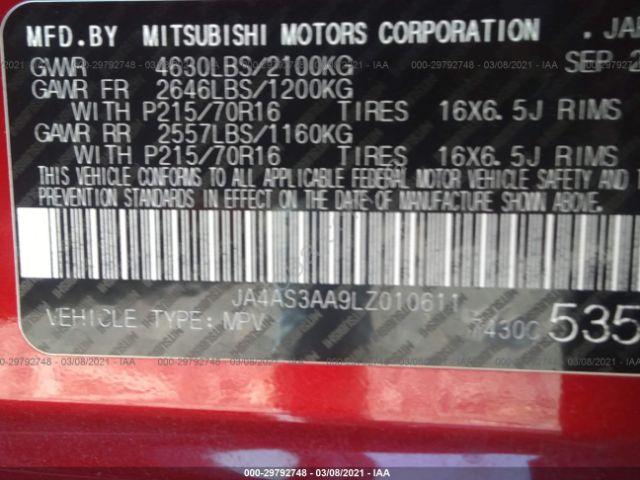 MFD.BY MITSUBISHI MOTORS CORPORATION
GVWR 4630LBS/2100KG SEP
GAWR FR 2646LBS/1200KG
WITH P215/70R16 TIRES 16X6.5J RIMS
GAWR RR 2557LBS/1160KG
WITH P215/70R16 TIRES 16X6.5J RIMS
THIS VEHICLE CONFORMS TO ALL APPLICABLE FEDERAL MOTOR VEHICLE SAFETY AND
PREVENTION STANDARDS IN EFFECT ON THE DATE OF MANUFACTURE SHOWN ABOVE.
JA4AS3AA9LZ010611
VEHICLE TYPE: MPV
535
000-29792748 - 03/08/2021 - IAA